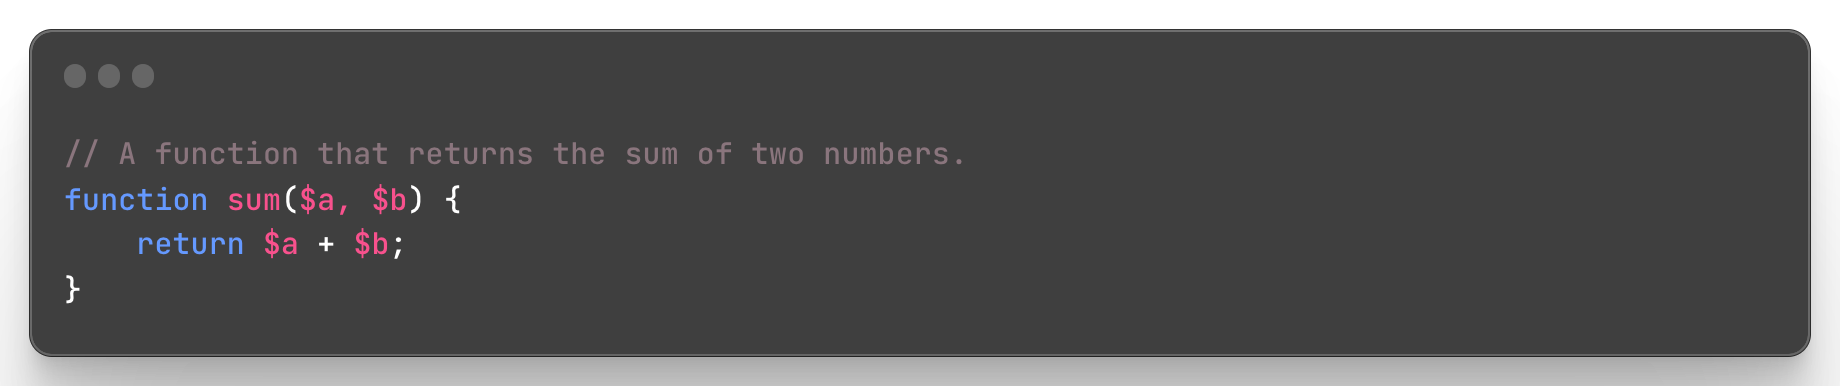 // A function that returns the sum of two numbers.
function sum($a, $b) {
    return $a + $b;
}